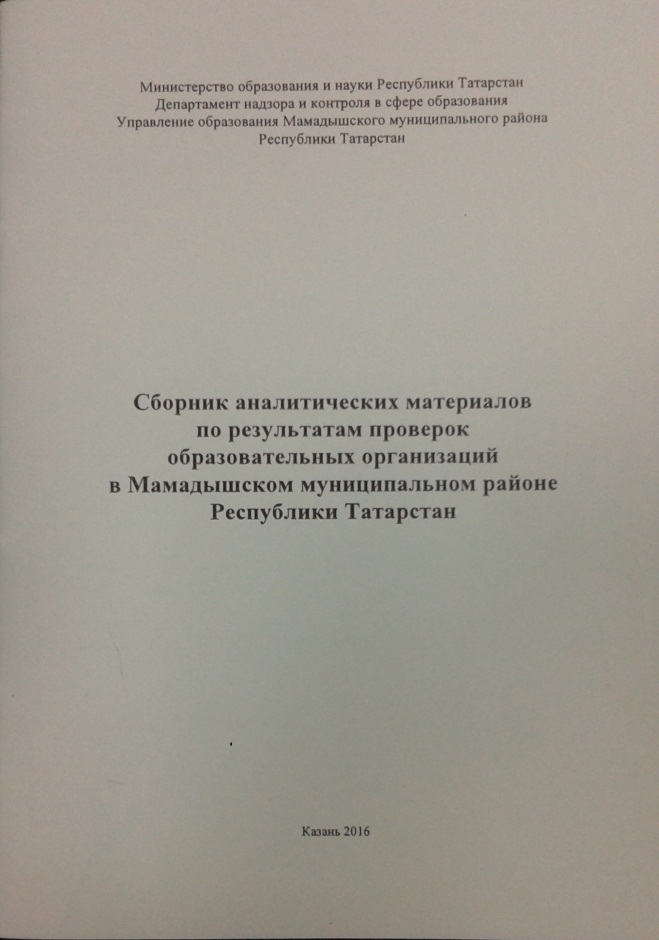 Министерство образования и науки Республики Татарстан
Департамент надзора и контроля в сфере образования
Управление образования Мамадышского муниципального района
Республики Татарстан
Сборник аналитических материалов
по результатам проверок
образовательных организаций
в Мамадышском муниципальном районе
Республики Татарстан
Казань 2016